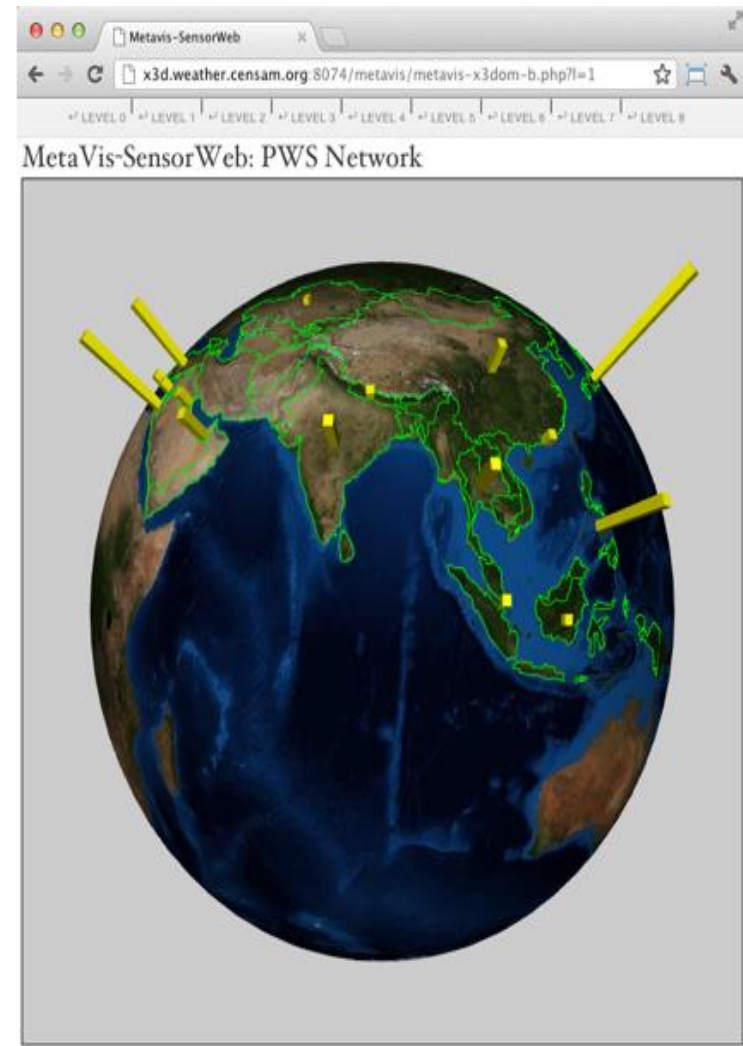 Metavis-SensorWeb
x3d.weather.censam.org:8074/metavis/metavis-x3dom-b.php?l=1
↵ LEVEL 0 ↵ LEVEL 1 ↵ LEVEL 2 ↵ LEVEL 3 ↵ LEVEL 4 ↵ LEVEL 5 ↵ LEVEL 6 ↵ LEVEL 7 ↵ LEVEL 8
MetaVis-SensorWeb: PWS Network